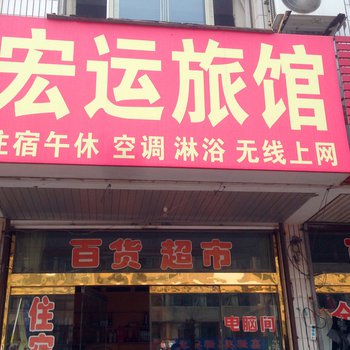 宏运旅馆
住宿午休 空调 淋浴 无线上网
百货 超市
住宿
电脑间